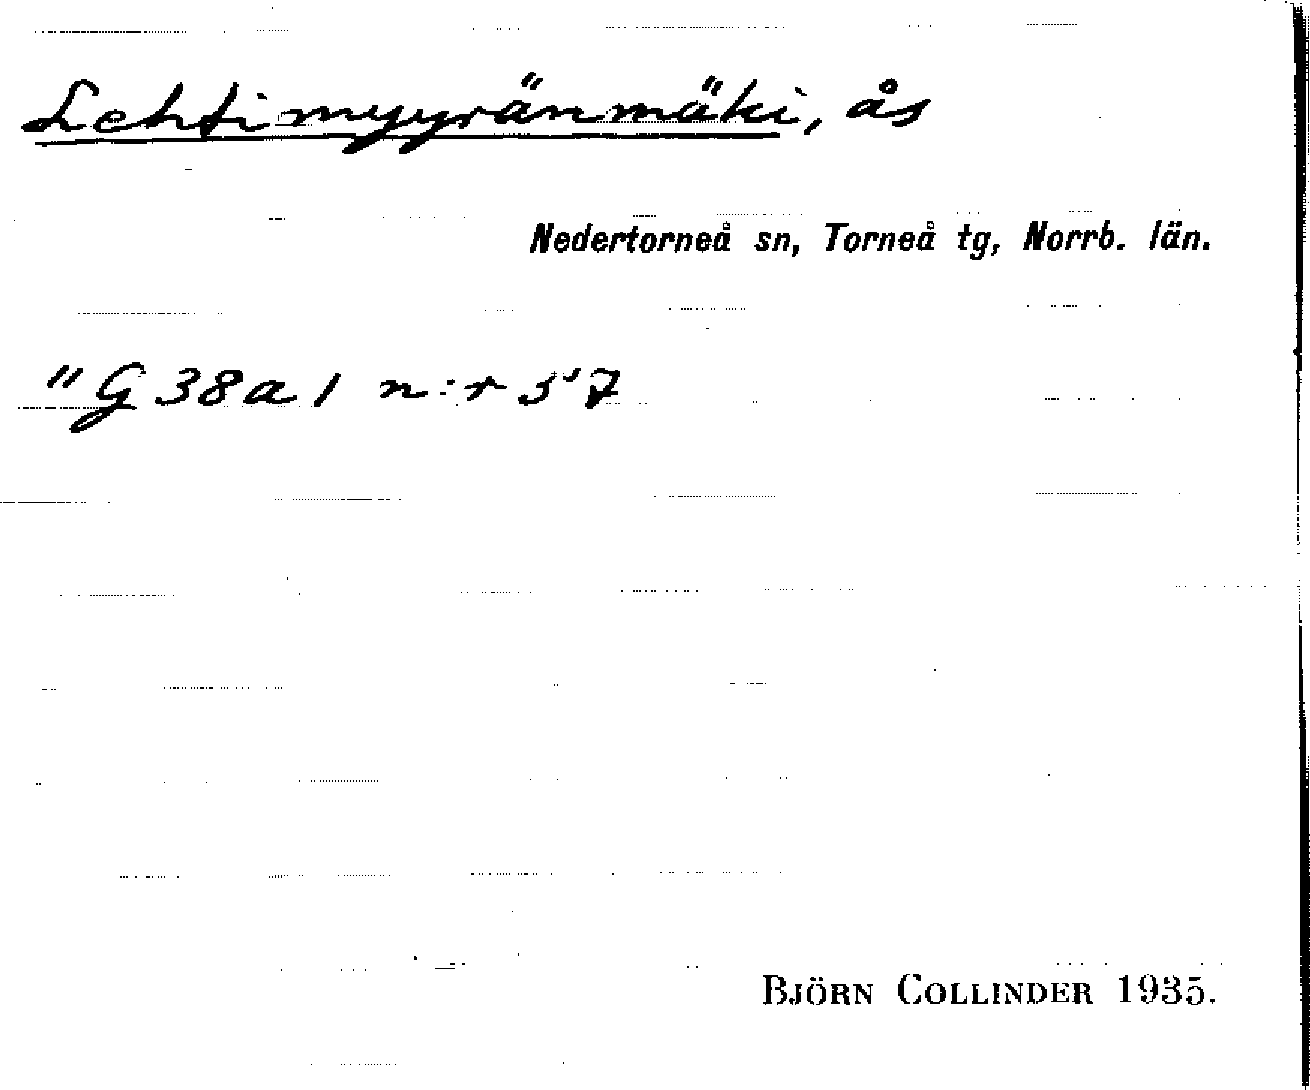 Lehtimyyränmäki, ås
Nedertorneå sn, Torneå tg, Norrb. län.
" G 38 a 1 n:r 57
BJÖRN COLLINDER 1935.